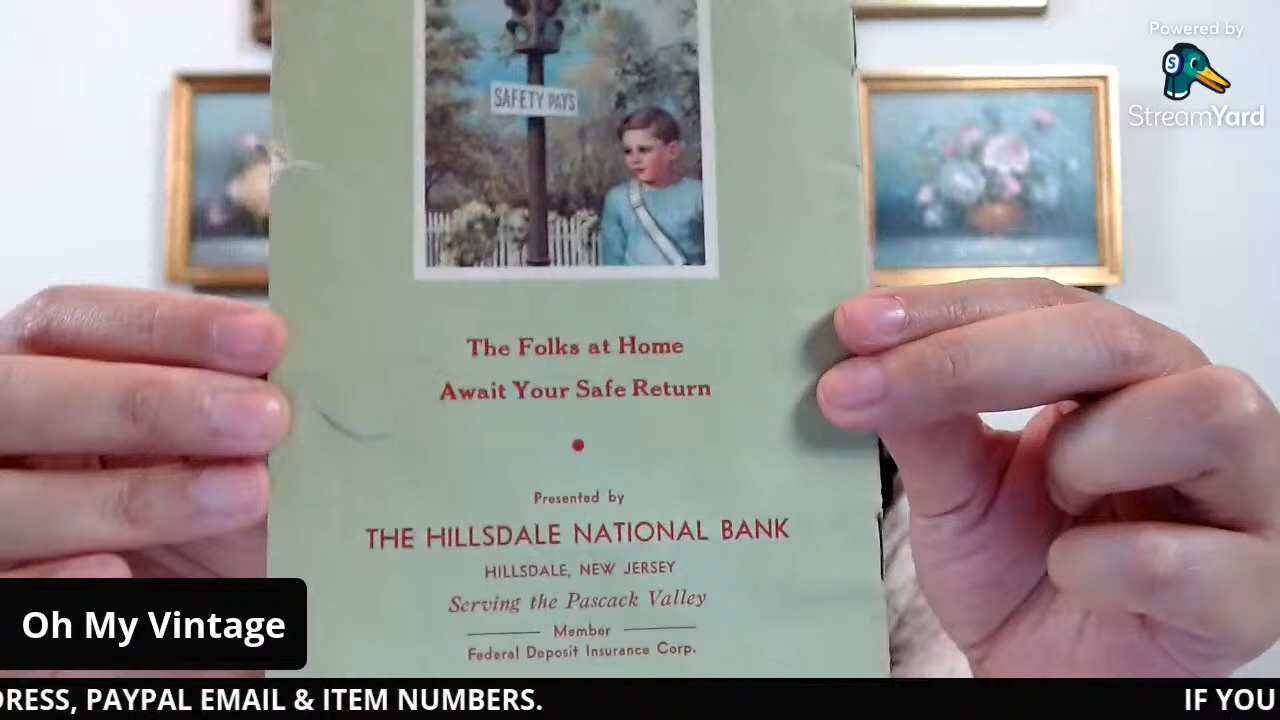 Powered by
StreamYard
SAFETY PAYS
The Folks at Home
Await Your Safe Return
Presented by
THE HILLSDALE NATIONAL BANK
HILLSDALE, NEW JERSEY
Serving the Pascack Valley
Member
Federal Deposit Insurance Corp.
Oh My Vintage
DRESS, PAYPAL EMAIL & ITEM NUMBERS. IF YOU